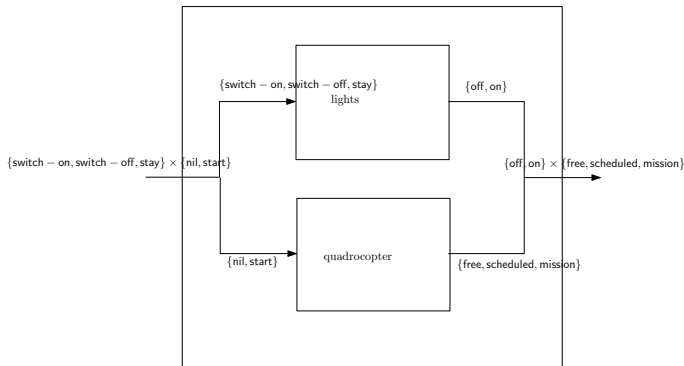 {switch − on, switch − off, stay}
{off, on}
lights
{switch − on, switch − off, stay} × {nil, start}
{off, on} × {free, scheduled, mission}
quadrocopter
{nil, start}
{free, scheduled, mission}